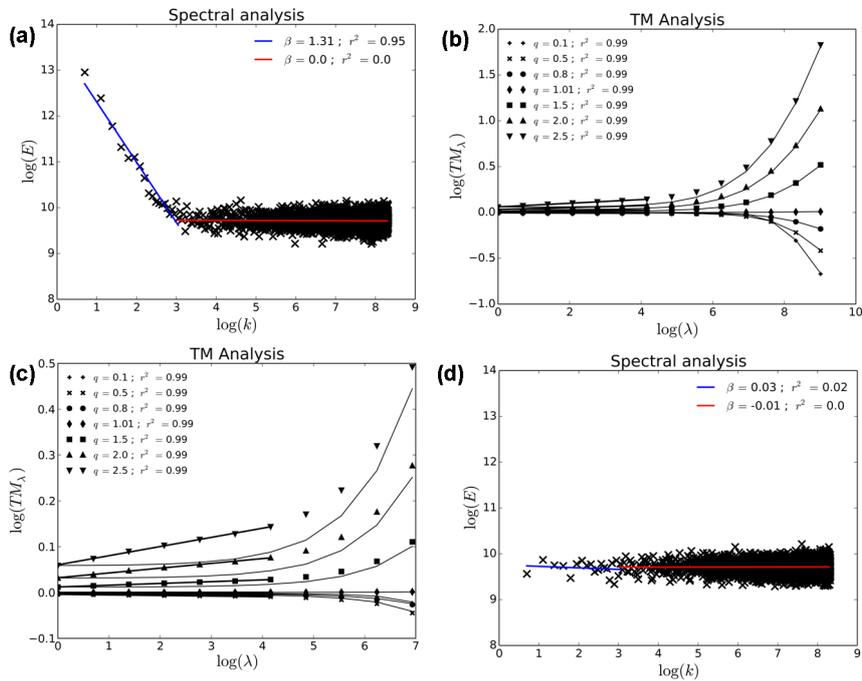 (a)
Spectral analysis
β = 1.31 ; r² = 0.95
β = 0.0 ; r² = 0.0
14
13
12
11
10
9
8
log(E)
0 1 2 3 4 5 6 7 8 9
log(k)
(b)
TM Analysis
q = 0.1 ; r² = 0.99
q = 0.5 ; r² = 0.99
q = 0.8 ; r² = 0.99
q = 1.01 ; r² = 0.99
q = 1.5 ; r² = 0.99
q = 2.0 ; r² = 0.99
q = 2.5 ; r² = 0.99
2.0
1.5
1.0
0.5
0.0
−0.5
−1.0
log(TM_λ)
0 2 4 6 8 10
log(λ)
(c)
TM Analysis
q = 0.1 ; r² = 0.99
q = 0.5 ; r² = 0.99
q = 0.8 ; r² = 0.99
q = 1.01 ; r² = 0.99
q = 1.5 ; r² = 0.99
q = 2.0 ; r² = 0.99
q = 2.5 ; r² = 0.99
0.5
0.4
0.3
0.2
0.1
0.0
−0.1
log(TM_λ)
0 1 2 3 4 5 6 7
log(λ)
(d)
Spectral analysis
β = 0.03 ; r² = 0.02
β = -0.01 ; r² = 0.0
14
13
12
11
10
9
8
log(E)
0 1 2 3 4 5 6 7 8 9
log(k)